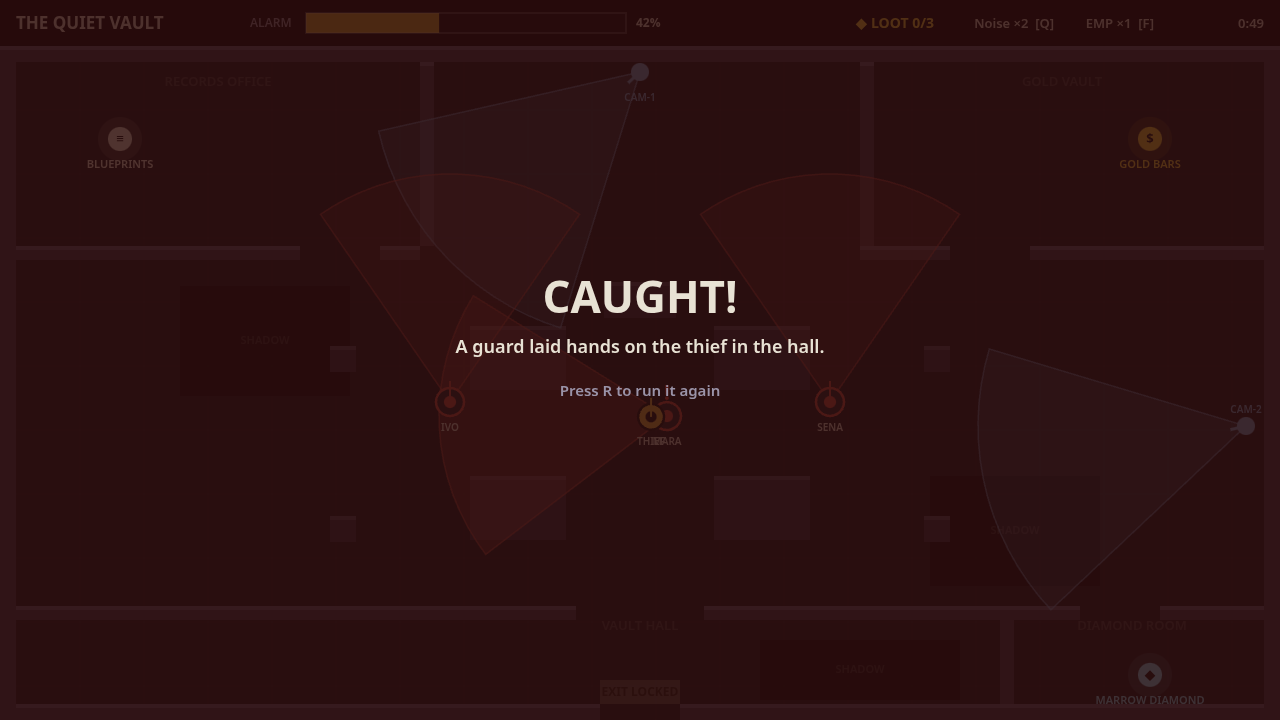 THE QUIET VAULT
ALARM
42%
◆ LOOT 0/3
Noise ×2 [Q]
EMP ×1 [F]
0:49
RECORDS OFFICE
CAM-1
GOLD VAULT
≡
BLUEPRINTS
$
GOLD BARS
CAUGHT!
A guard laid hands on the thief in the hall.
Press R to run it again
SHADOW
CAM-2
IVO
THIEF
MARA
SENA
SHADOW
VAULT HALL
DIAMOND ROOM
SHADOW
EXIT LOCKED
MARROW DIAMOND